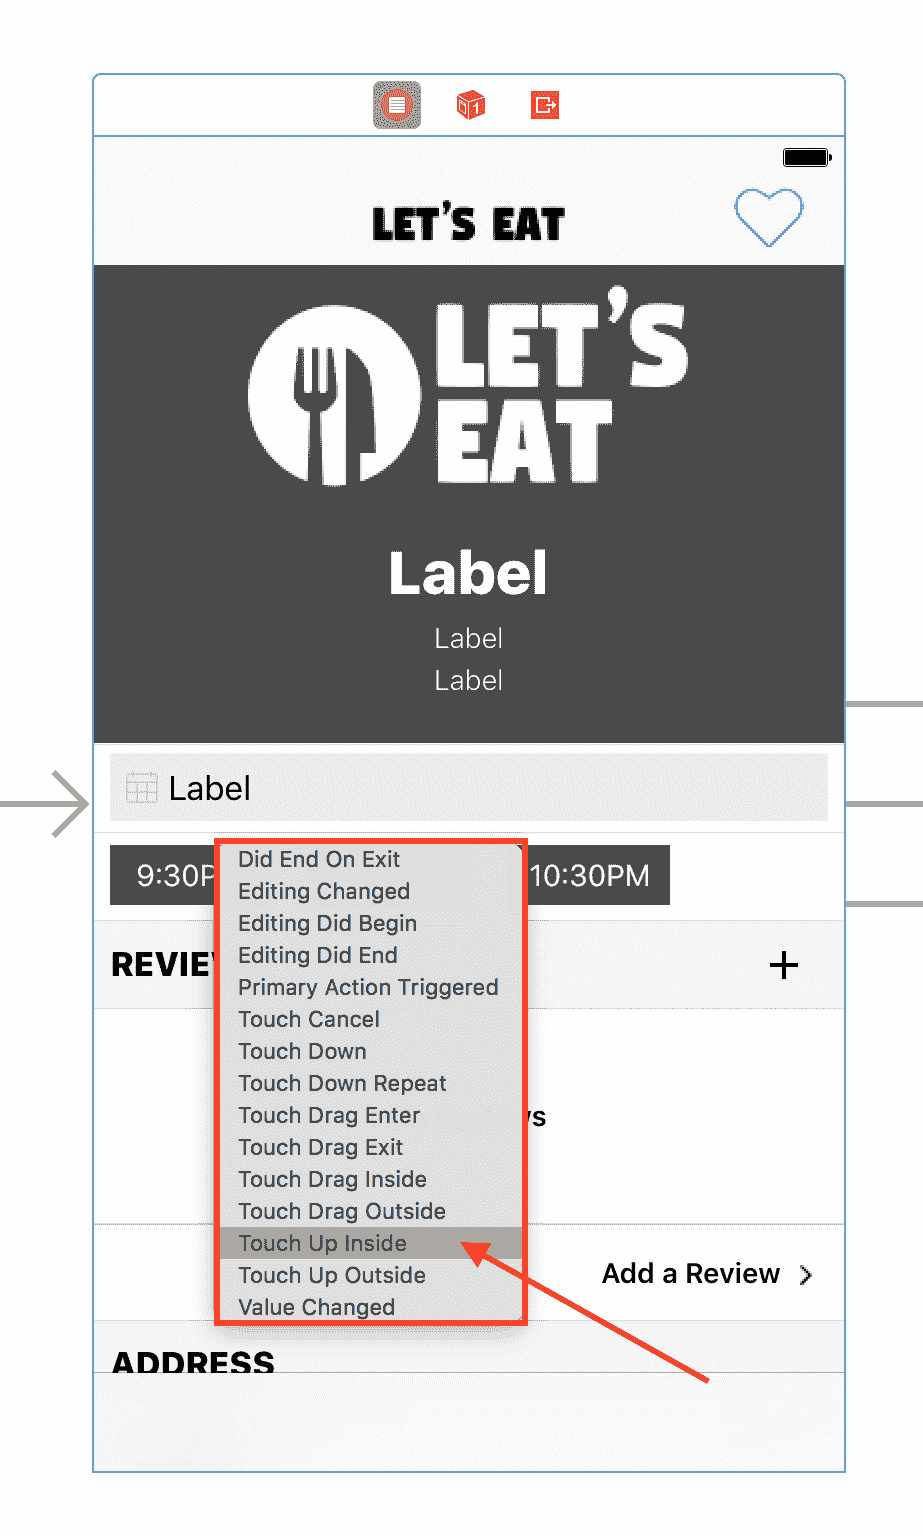 LET'S EAT
LET'S
EAT
Label
Label
Label
Label
9:30P
10:30PM
Did End On Exit
Editing Changed
Editing Did Begin
Editing Did End
REVIE
+
Primary Action Triggered
Touch Cancel
Touch Down
Touch Down Repeat
Touch Drag Enter
Touch Drag Exit
Touch Drag Inside
Touch Drag Outside
Touch Up Inside
Touch Up Outside
Value Changed
Add a Review >
ADDRESS